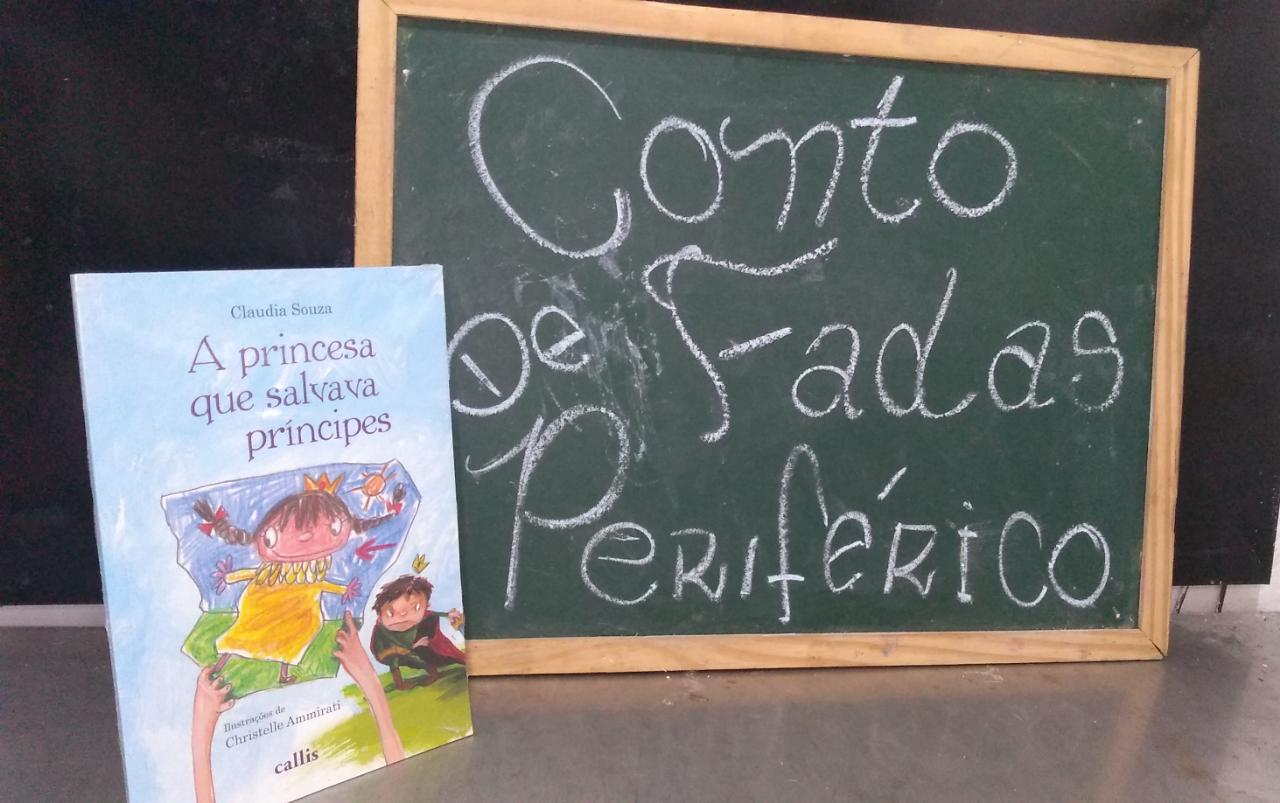 Claudia Souza
A princesa
que salvava
príncipes
Ilustrações de
Christelle Ammirati
callis
Conto
De Fadas
Periférico